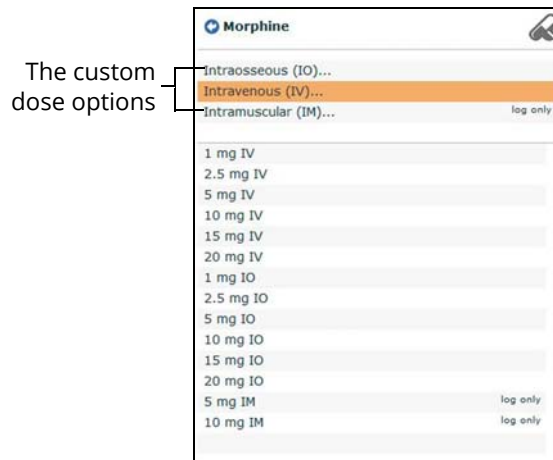 Morphine
The custom
dose options
Intraosseous (IO)...
Intravenous (IV)...
Intramuscular (IM)... log only
1 mg IV
2.5 mg IV
5 mg IV
10 mg IV
15 mg IV
20 mg IV
1 mg IO
2.5 mg IO
5 mg IO
10 mg IO
15 mg IO
20 mg IO
5 mg IM log only
10 mg IM log only